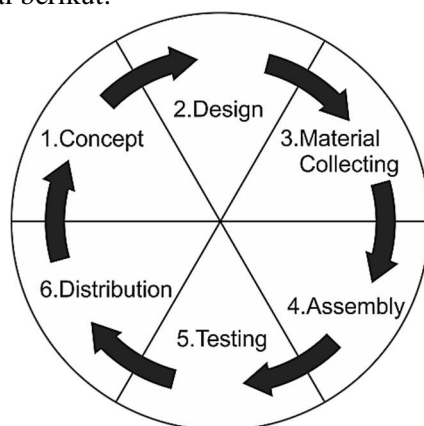 1.Concept
2.Design
3.Material
Collecting
4.Assembly
5.Testing
6.Distribution